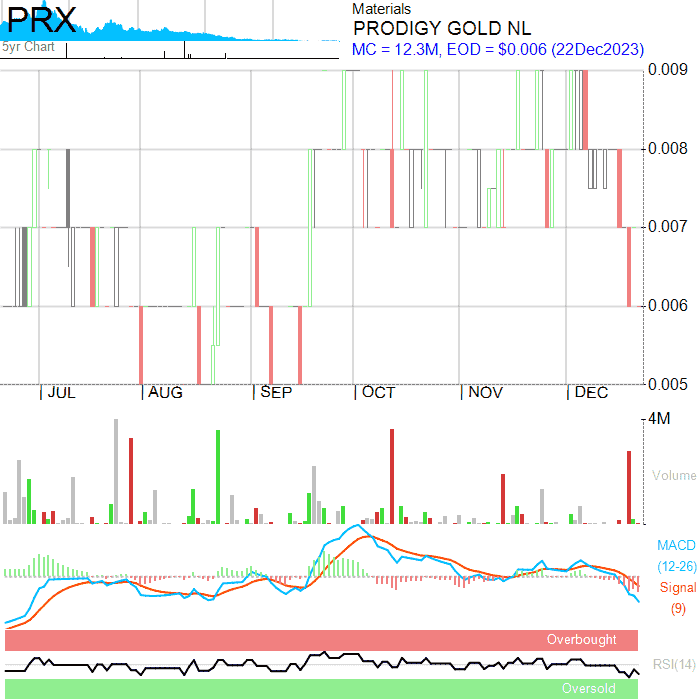 PRX
5yr Chart
Materials
PRODIGY GOLD NL
MC = 12.3M, EOD = $0.006 (22Dec2023)
0.009
0.008
0.007
0.006
0.005
JUL AUG SEP OCT NOV DEC
4M
Volume
MACD
(12-26)
Signal
(9)
Overbought
RSI(14)
Oversold